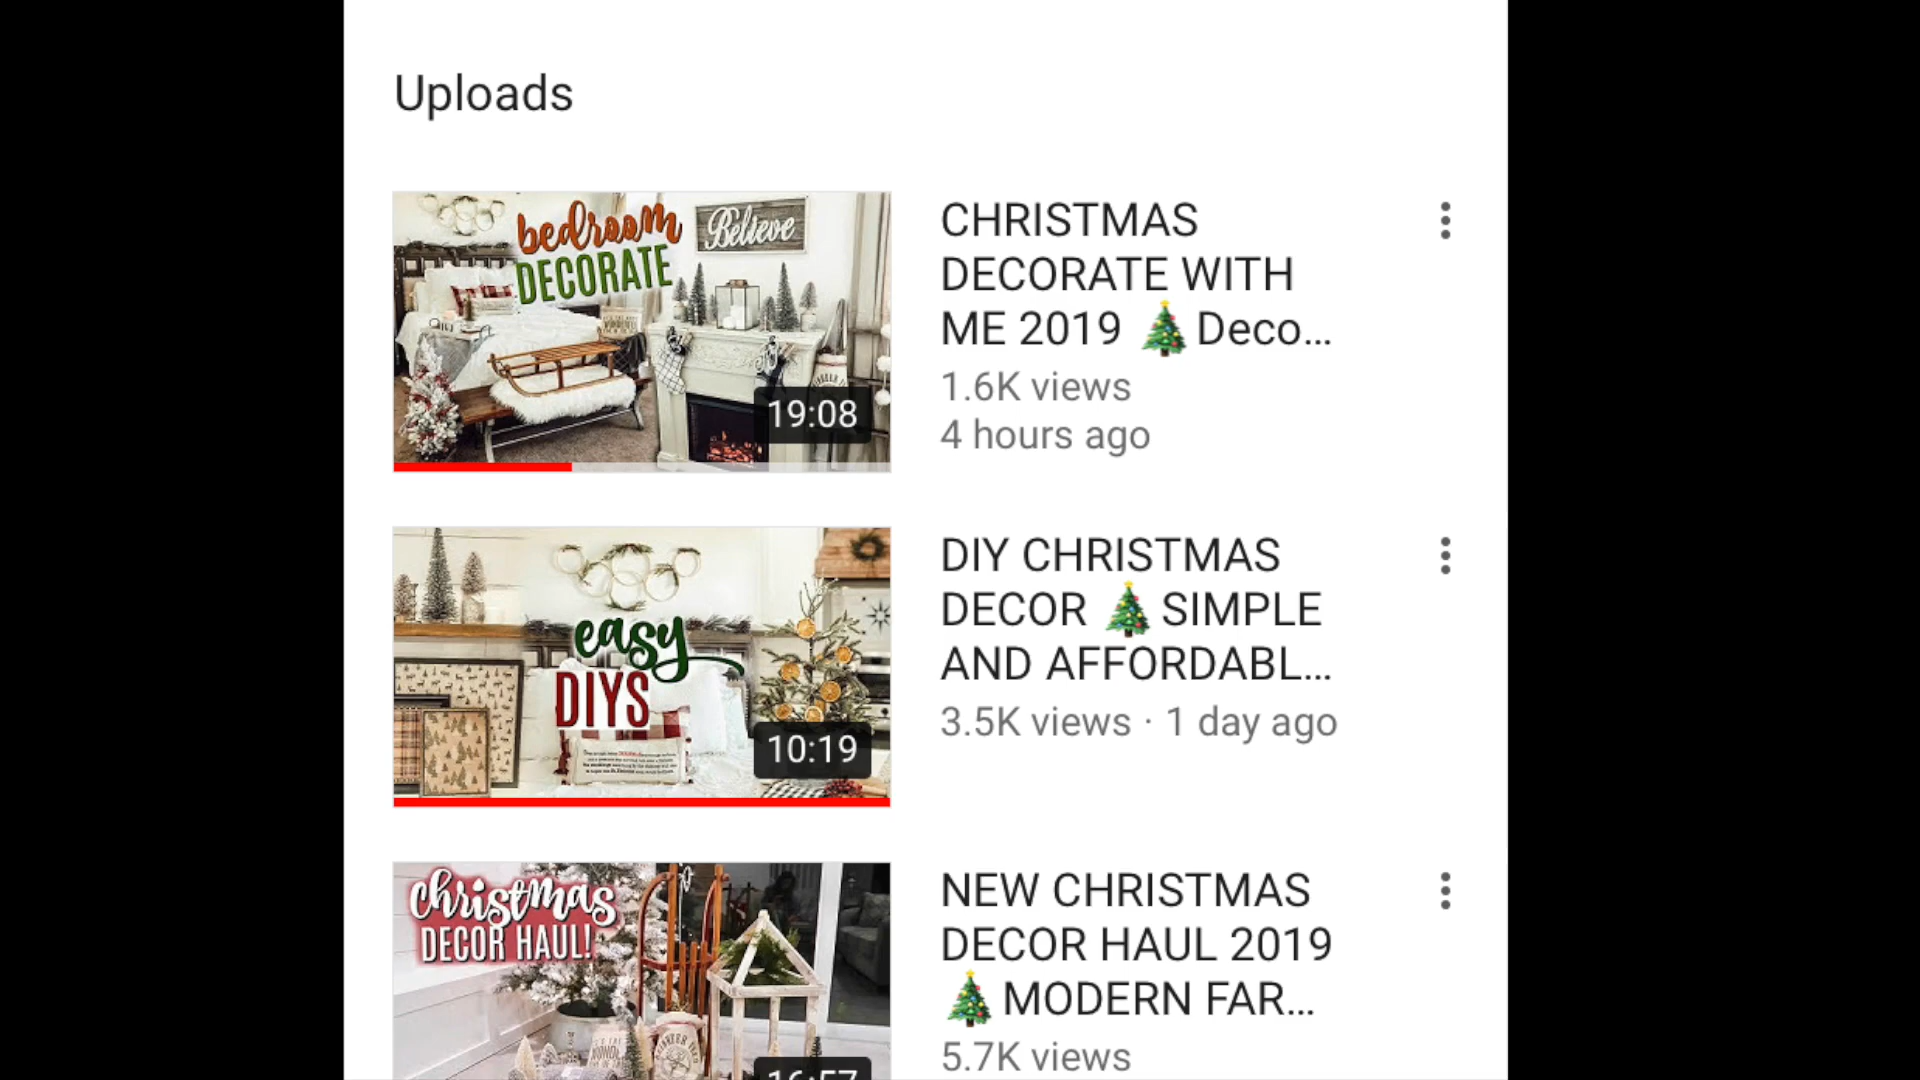 Uploads
bedroom
DECORATE
Believe
19:08
CHRISTMAS
DECORATE WITH
ME 2019 🎄Deco...
1.6K views
4 hours ago
easy
DIYS
10:19
DIY CHRISTMAS
DECOR 🎄SIMPLE
AND AFFORDABL...
3.5K views · 1 day ago
christmas
DECOR HAUL!
16:57
NEW CHRISTMAS
DECOR HAUL 2019
🎄MODERN FAR...
5.7K views